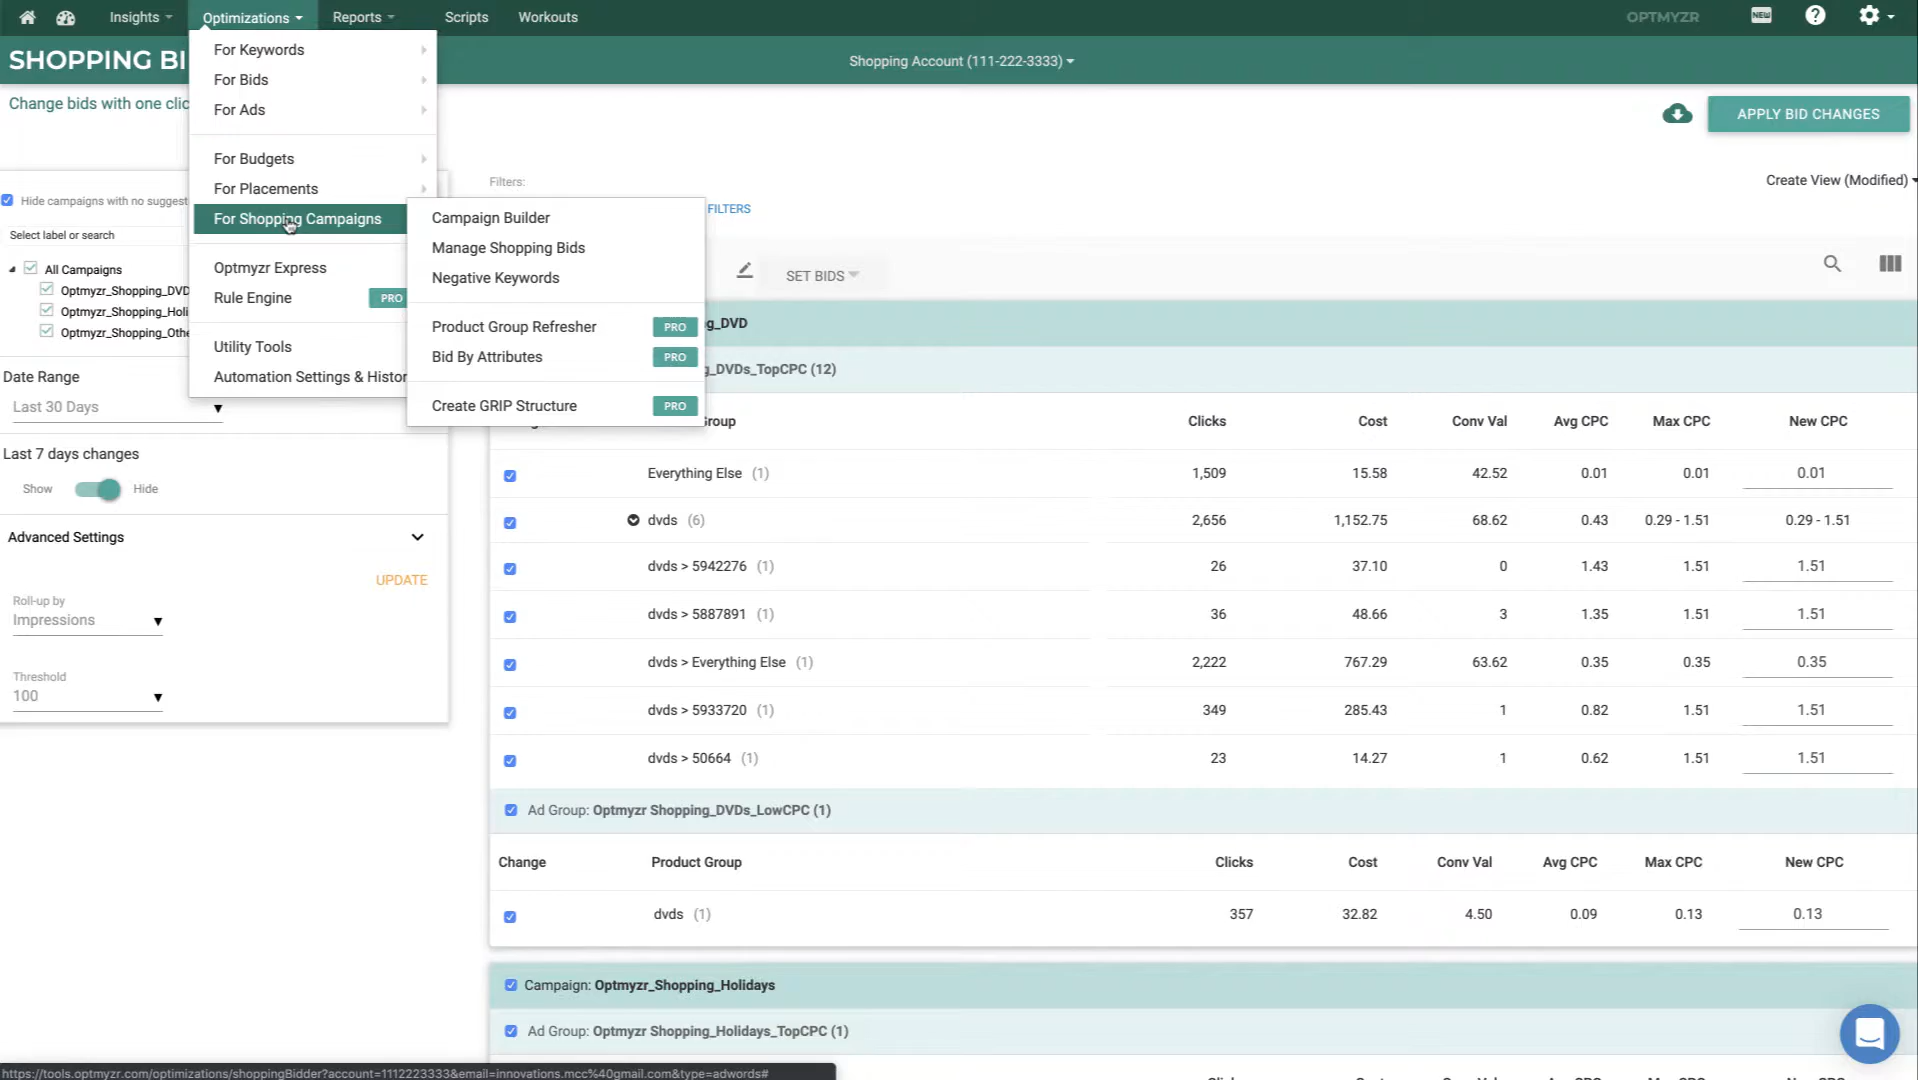 Insights
Optimizations
Reports
Scripts
Workouts
OPTMYZR
NEW
SHOPPING BI
Shopping Account (111-222-3333)
Change bids with one clic
APPLY BID CHANGES
Create View (Modified)
For Keywords
For Bids
For Ads
For Budgets
For Placements
For Shopping Campaigns
Optmyzr Express
Rule Engine PRO
Utility Tools
Automation Settings & Histor
Campaign Builder
Manage Shopping Bids
Negative Keywords
Product Group Refresher PRO
Bid By Attributes PRO
Create GRIP Structure PRO
Hide campaigns with no suggest
Select label or search
All Campaigns
Optmyzr_Shopping_DVD
Optmyzr_Shopping_Holi
Optmyzr_Shopping_Othe
Date Range
Last 30 Days
Last 7 days changes
Show Hide
Advanced Settings
UPDATE
Roll-up by
Impressions
Threshold
100
Filters:
FILTERS
SET BIDS
g_DVD
g_DVDs_TopCPC (12)
Group Clicks Cost Conv Val Avg CPC Max CPC New CPC
Everything Else (1) 1,509 15.58 42.52 0.01 0.01 0.01
dvds (6) 2,656 1,152.75 68.62 0.43 0.29 - 1.51 0.29 - 1.51
dvds > 5942276 (1) 26 37.10 0 1.43 1.51 1.51
dvds > 5887891 (1) 36 48.66 3 1.35 1.51 1.51
dvds > Everything Else (1) 2,222 767.29 63.62 0.35 0.35 0.35
dvds > 5933720 (1) 349 285.43 1 0.82 1.51 1.51
dvds > 50664 (1) 23 14.27 1 0.62 1.51 1.51
Ad Group: Optmyzr Shopping_DVDs_LowCPC (1)
Change Product Group Clicks Cost Conv Val Avg CPC Max CPC New CPC
dvds (1) 357 32.82 4.50 0.09 0.13 0.13
Campaign: Optmyzr_Shopping_Holidays
Ad Group: Optmyzr Shopping_Holidays_TopCPC (1)
https://tools.optmyzr.com/optimizations/shoppingBidder?account=1112223333&email=innovations.mcc%40gmail.com&type=adwords#